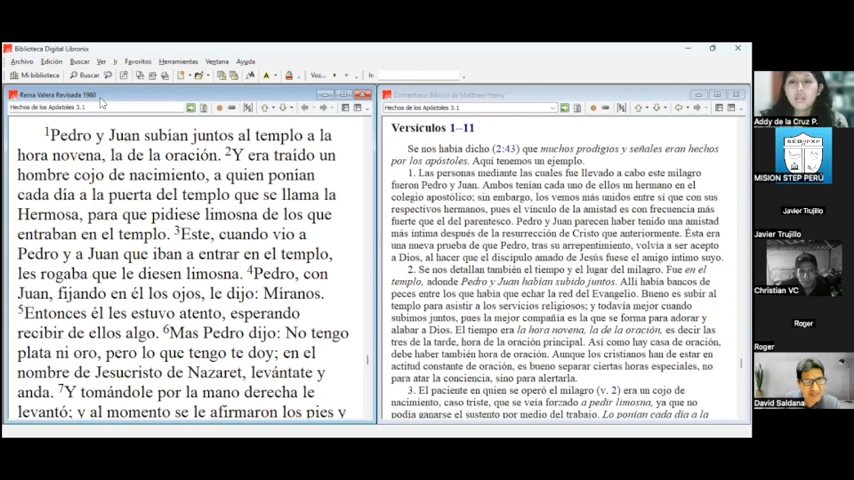 Biblioteca Digital Libronix
Archivo Edición Buscar Ver Ir Favoritos Herramientas Ventana Ayuda
Mi biblioteca Buscar Voz... In
Reina Valera Revisada 1960
Hechos de los Apóstoles 3.1
1Pedro y Juan subían juntos al templo a la
hora novena, la de la oración. 2Y era traído un
hombre cojo de nacimiento, a quien ponían
cada día a la puerta del templo que se llama la
Hermosa, para que pidiese limosna de los que
entraban en el templo. 3Este, cuando vio a
Pedro y a Juan que iban a entrar en el templo,
les rogaba que le diesen limosna. 4Pedro, con
Juan, fijando en él los ojos, le dijo: Míranos.
5Entonces él les estuvo atento, esperando
recibir de ellos algo. 6Mas Pedro dijo: No tengo
plata ni oro, pero lo que tengo te doy; en el
nombre de Jesucristo de Nazaret, levántate y
anda. 7Y tomándole por la mano derecha le
levantó; y al momento se le afirmaron los pies y
Comentario Bíblico de Matthew Henry
Hechos de los Apóstoles 3.1
Versículos 1–11
Se nos había dicho (2:43) que muchos prodigios y señales eran hechos
por los apóstoles. Aquí tenemos un ejemplo.
1. Las personas mediante las cuales fue llevado a cabo este milagro
fueron Pedro y Juan. Ambos tenían cada uno de ellos un hermano en el
colegio apostólico; sin embargo, los vemos más unidos entre sí que con sus
respectivos hermanos, pues el vínculo de la amistad es con frecuencia más
fuerte que el del parentesco. Pedro y Juan parecen haber tenido una amistad
más íntima después de la resurrección de Cristo que anteriormente. Ésta era
una nueva prueba de que Pedro, tras su arrepentimiento, volvía a ser acepto
a Dios, al hacer que el discípulo amado de Jesús fuese el amigo íntimo suyo.
2. Se nos detallan también el tiempo y el lugar del milagro. Fue en el
templo, adonde Pedro y Juan habían subido juntos. Allí había bancos de
peces entre los que había que echar la red del Evangelio. Bueno es subir al
templo para asistir a los servicios religiosos; y todavía mejor cuando
subimos juntos, pues la mejor compañía es la que se forma para adorar y
alabar a Dios. El tiempo era la hora novena, la de la oración, es decir las
tres de la tarde, hora de la oración principal. Así como hay casa de oración,
debe haber también hora de oración. Aunque los cristianos han de estar en
actitud constante de oración, es bueno separar ciertas horas especiales, no
para atar la conciencia, sino para alertarla.
3. El paciente en quien se operó el milagro (v. 2) era un cojo de
nacimiento, caso triste, que se veía forzado a pedir limosna, ya que no
podía ganarse el sustento por medio del trabajo. Lo ponían cada día a la
Addy de la Cruz P.
MISION STEP PERÚ
Javier Trujillo
Javier Trujillo
Christian VC
Roger
Roger
David Saldana